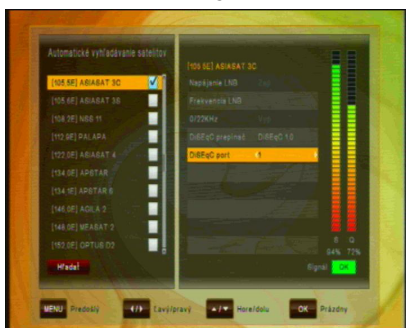 Automatické vyhľadávanie satelitov
[105,5E] ASIASAT 3C
[105,5E] ASIASAT 3S
[108,2E] NSS 11
[113,0E] PALAPA
[122,0E] ASIASAT 4
[134,0E] APSTAR
[134,1E] APSTAR 6
[146,0E] AGILA 2
[148,0E] MEASAT 2
[152,0E] OPTUS D2
Hľadať
[105,5E] ASIASAT 3C
Napájanie LNB
Frekvencia LNB
0/22KHz
DiSEqC prepínač DiSEqC 1.0
DiSEqC port 1
S Q
84% 72%
Signál OK
MENU Predošlý
Ľavý/pravý
Hore/dolu
OK Prázdny